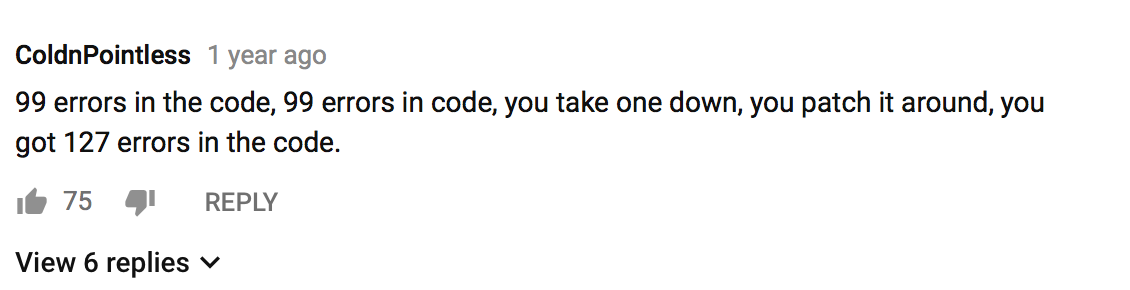 ColdnPointless 1 year ago
99 errors in the code, 99 errors in code, you take one down, you patch it around, you
got 127 errors in the code.
75 REPLY
View 6 replies